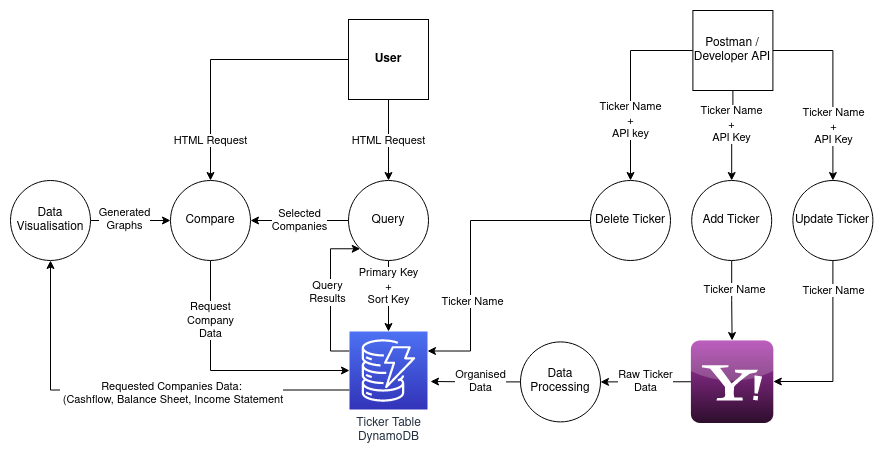 User
Postman /
Developer API
HTML Request
HTML Request
Ticker Name
+
API key
Ticker Name
+
API Key
Ticker Name
+
API Key
Data
Visualisation
Generated
Graphs
Compare
Selected
Companies
Query
Delete Ticker
Add Ticker
Update Ticker
Primary Key
+
Sort Key
Query
Results
Request
Company
Data
Ticker Name
Ticker Name
Ticker Name
Requested Companies Data:
(Cashflow, Balance Sheet, Income Statement
Organised
Data
Data
Processing
Raw Ticker
Data
Y!
Ticker Table
DynamoDB